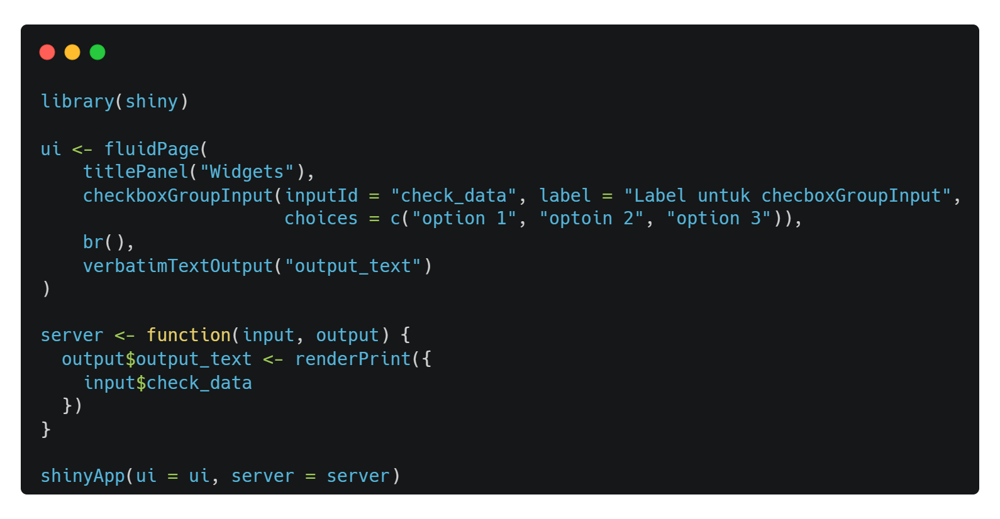 library(shiny)

ui <- fluidPage(
    titlePanel("Widgets"),
    checkboxGroupInput(inputId = "check_data", label = "Label untuk checboxGroupInput",
                       choices = c("option 1", "optoin 2", "option 3")),
    br(),
    verbatimTextOutput("output_text")
)

server <- function(input, output) {
  output$output_text <- renderPrint({
    input$check_data
  })
}

shinyApp(ui = ui, server = server)